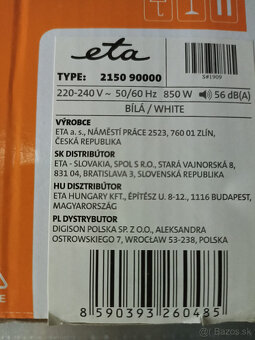 eta
S#1909
TYPE: 2150 90000
220-240 V ~ 50/60 Hz 850 W 56 dB(A)
BÍLÁ / WHITE
VÝROBCE
ETA a. s., NÁMĚSTÍ PRÁCE 2523, 760 01 ZLÍN,
ČESKÁ REPUBLIKA
SK DISTRIBÚTOR
ETA - SLOVAKIA, SPOL S R.O., STARÁ VAJNORSKÁ 8,
831 04, BRATISLAVA 3, SLOVENSKÁ REPUBLIKA
HU DISZTRIBÚTOR
ETA HUNGARY KFT., ÉPÍTÉSZ U. 8-12., 1116 BUDAPEST,
MAGYARORSZÁG
PL DYSTRYBUTOR
DIGISON POLSKA SP. Z O.O., ALEKSANDRA
OSTROWSKIEGO 7, WROCŁAW 53-238, POLSKA
8 590393 260485
bazos.sk